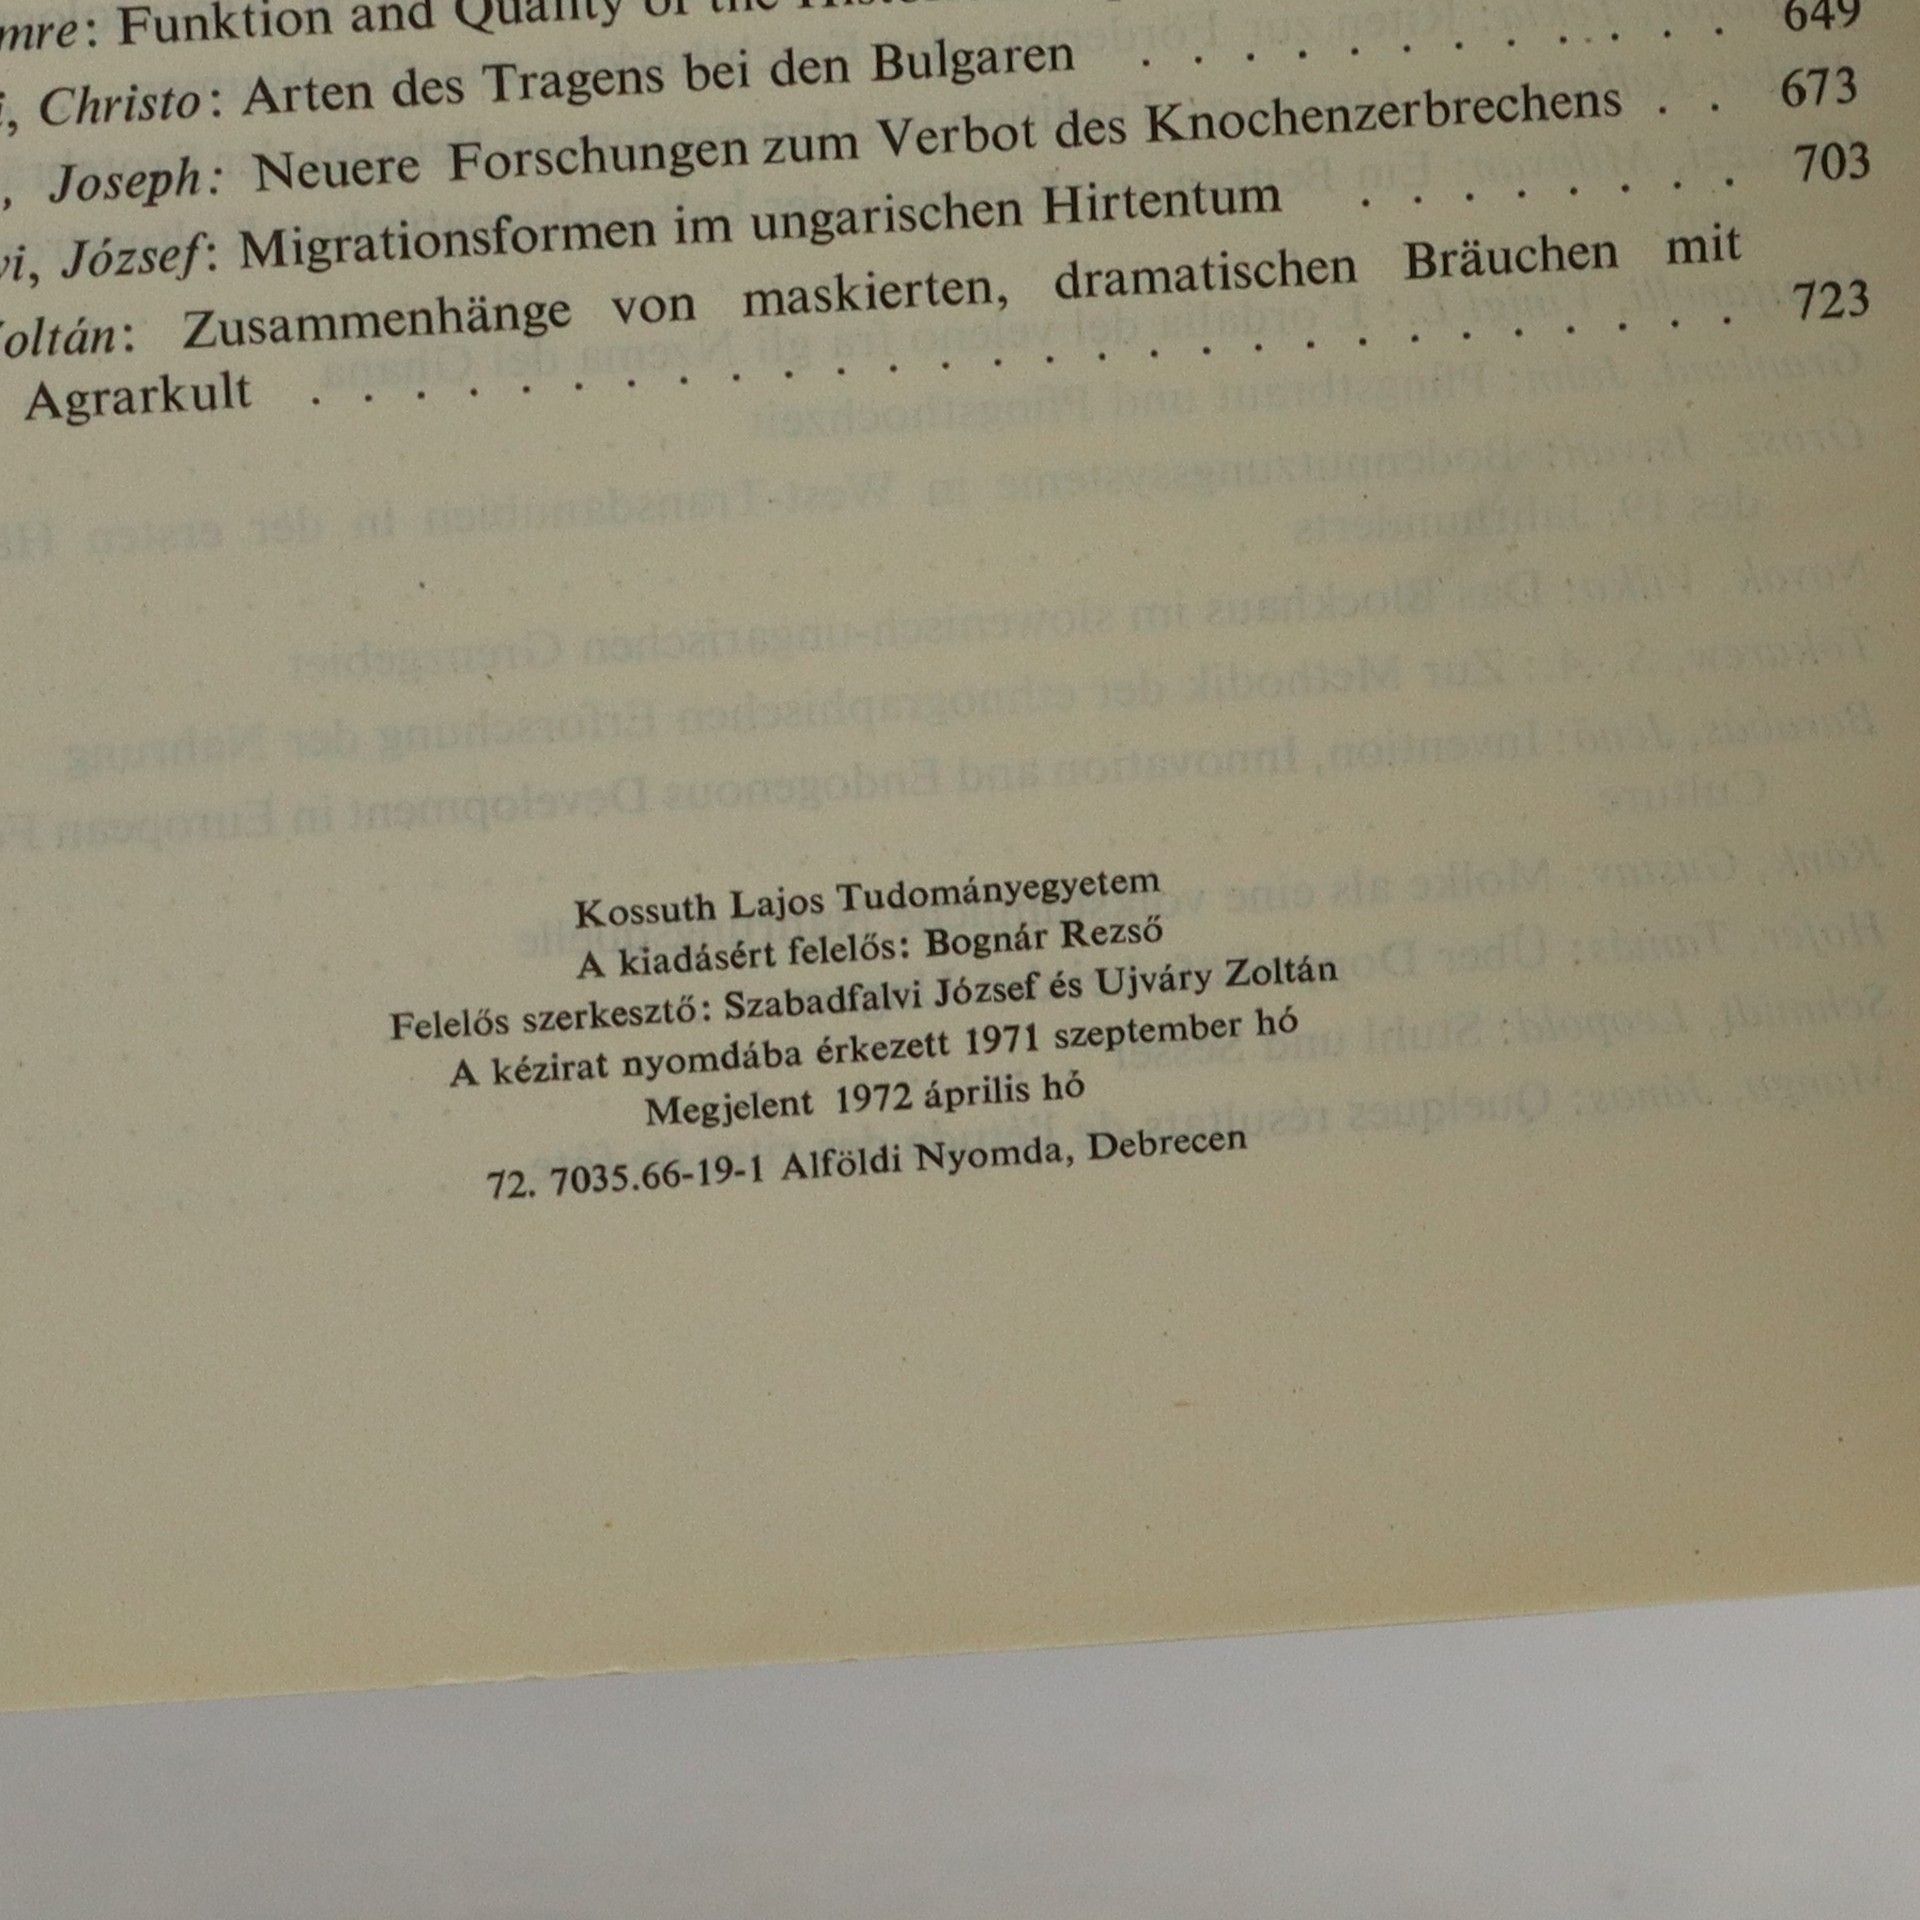 mre: Funktion and Quality of the
649
i, Christo: Arten des Tragens bei den Bulgaren . . . . . . . . . . . . 673
, Joseph: Neuere Forschungen zum Verbot des Knochenzerbrechens . . 703
vi, József: Migrationsformen im ungarischen Hirtentum . . . . . . . .
oltán: Zusammenhänge von maskierten, dramatischen Bräuchen mit
Agrarkult . . . . . . . . . . . . . . . . . . . . . . . . . . . . 723
Kossuth Lajos Tudományegyetem
A kiadásért felelős: Bognár Rezső
Felelős szerkesztő: Szabadfalvi József és Ujváry Zoltán
A kézirat nyomdába érkezett 1971 szeptember hó
Megjelent 1972 április hó
72. 7035.66-19-1 Alföldi Nyomda, Debrecen